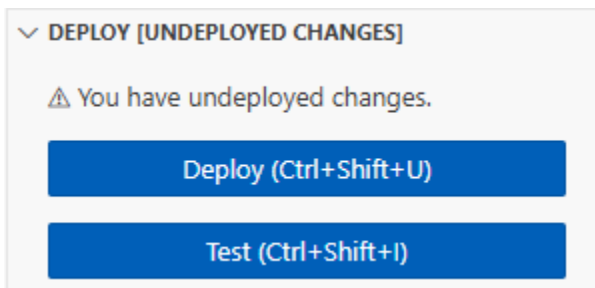 DEPLOY [UNDEPLOYED CHANGES]
You have undeployed changes.
Deploy (Ctrl+Shift+U)
Test (Ctrl+Shift+I)